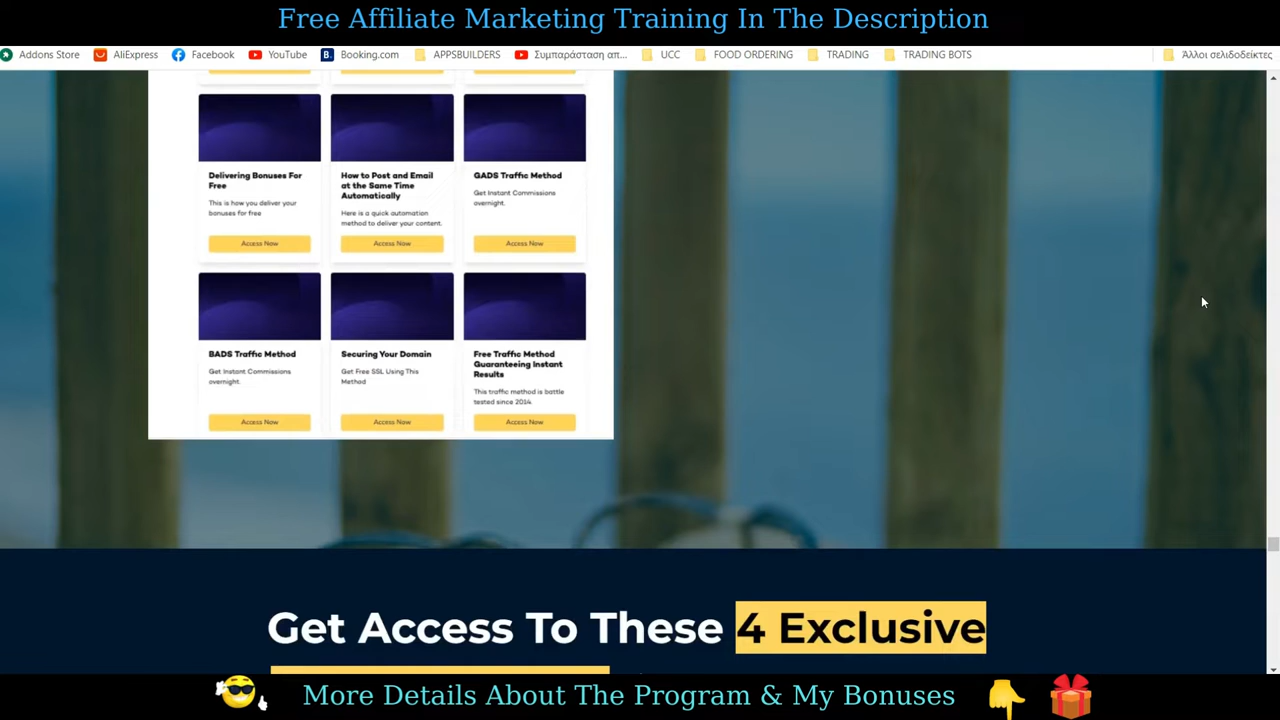 Free Affiliate Marketing Training In The Description
Addons Store AliExpress Facebook YouTube Booking.com APPSBUILDERS Συμπαράσταση απ... UCC FOOD ORDERING TRADING TRADING BOTS Άλλοι σελιδοδείκτες
Delivering Bonuses For
Free
This is how you deliver your
bonuses for free
Access Now
How to Post and Email
at the Same Time
Automatically
Here is a quick automation
method to deliver your content.
Access Now
GADS Traffic Method
Get Instant Commissions
overnight.
Access Now
BADS Traffic Method
Get Instant Commissions
overnight.
Access Now
Securing Your Domain
Get Free SSL Using This
Method
Access Now
Free Traffic Method
Guaranteeing Instant
Results
This traffic method is battle
tested since 2014
Access Now
Get Access To These 4 Exclusive
More Details About The Program & My Bonuses